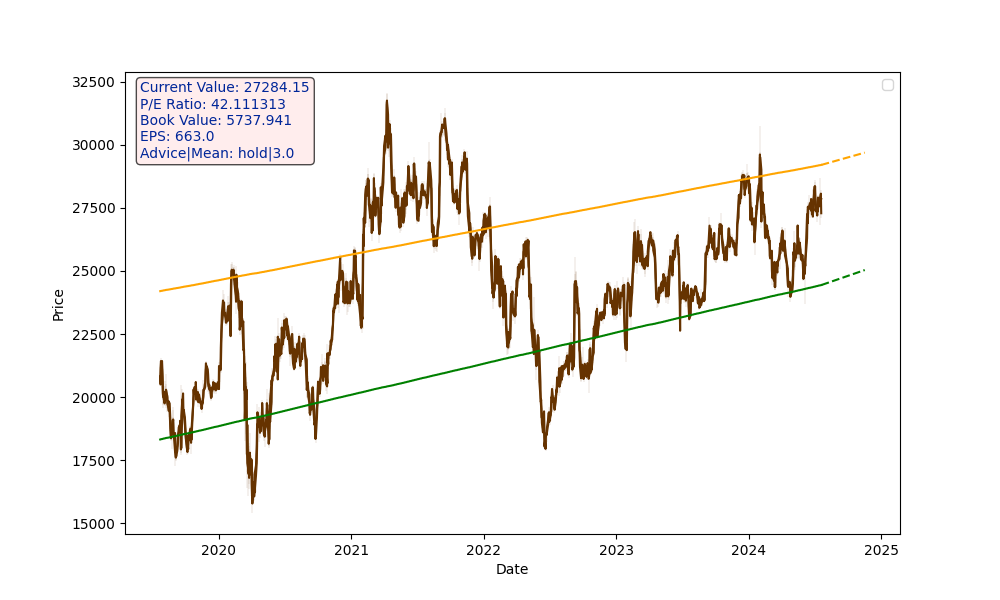 Current Value: 27284.15
P/E Ratio: 42.111313
Book Value: 5737.941
EPS: 663.0
Advice|Mean: hold|3.0
32500
30000
27500
25000
22500
20000
17500
15000
Price
2020 2021 2022 2023 2024 2025
Date